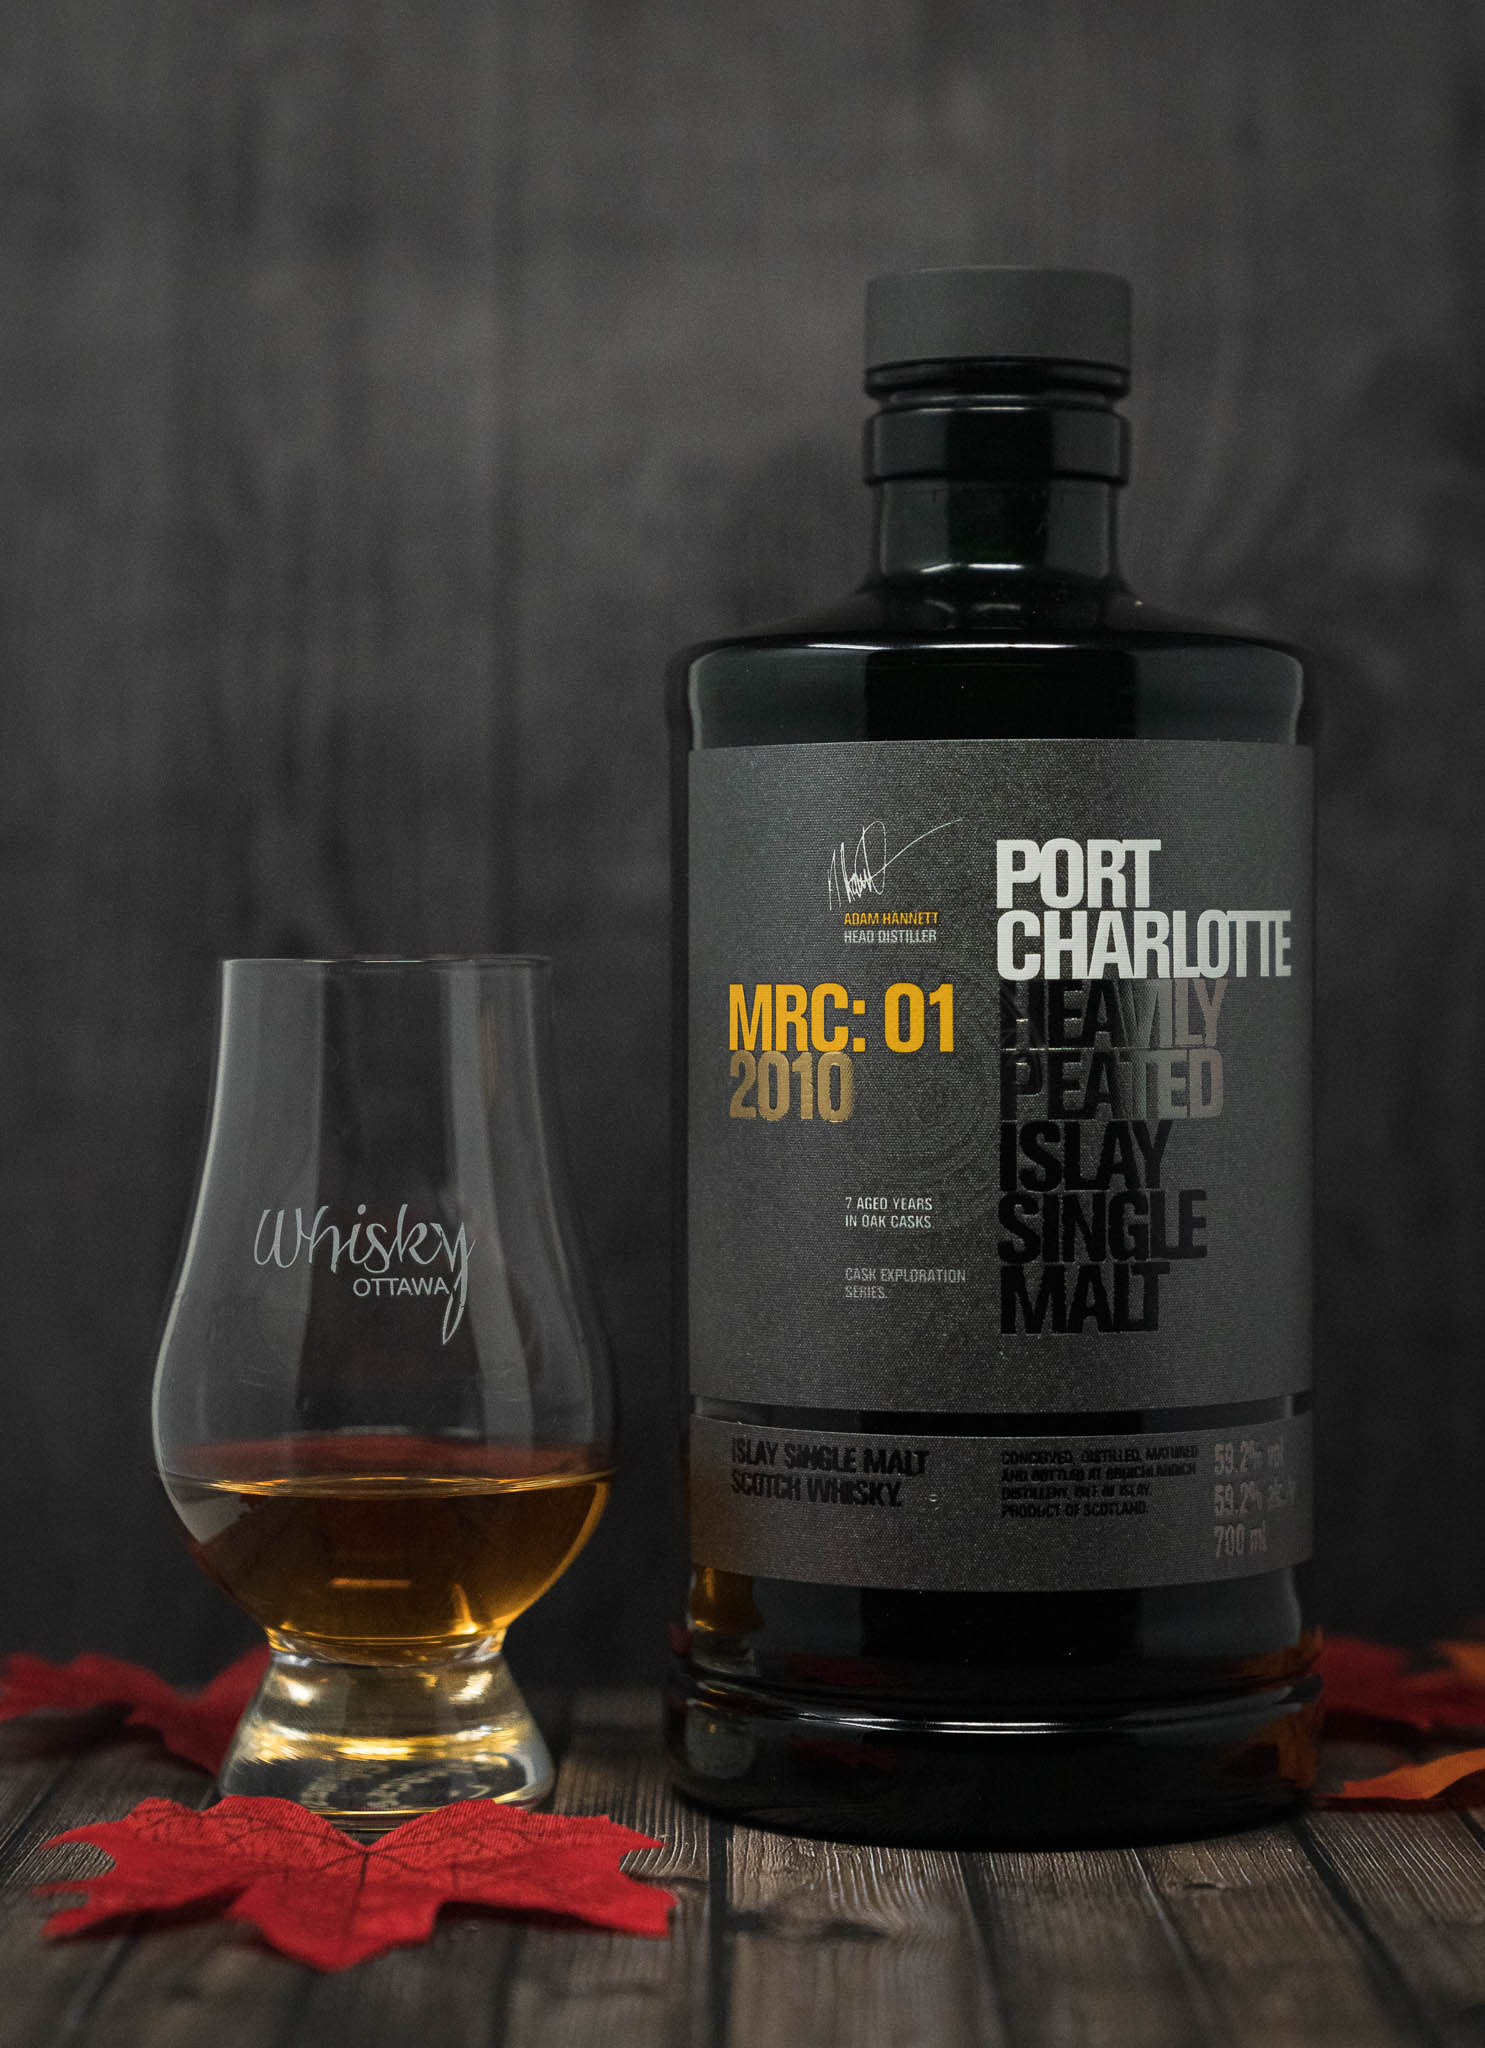 Whisky
OTTAWA
ADAM HANNETT
HEAD DISTILLER
MRC: 01
2010
7 AGED YEARS
IN OAK CASKS
CASK EXPLORATION
SERIES.
PORT
CHARLOTTE
HEAVILY
PEATED
ISLAY
SINGLE
MALT
ISLAY SINGLE MALT
SCOTCH WHISKY.
CONCEIVED, DISTILLED, MATURED
AND BOTTLED AT BRUICHLADDICH
DISTILLERY, ISLE OF ISLAY.
PRODUCT OF SCOTLAND.
59.2% vol
59.2% alc/
700 ml